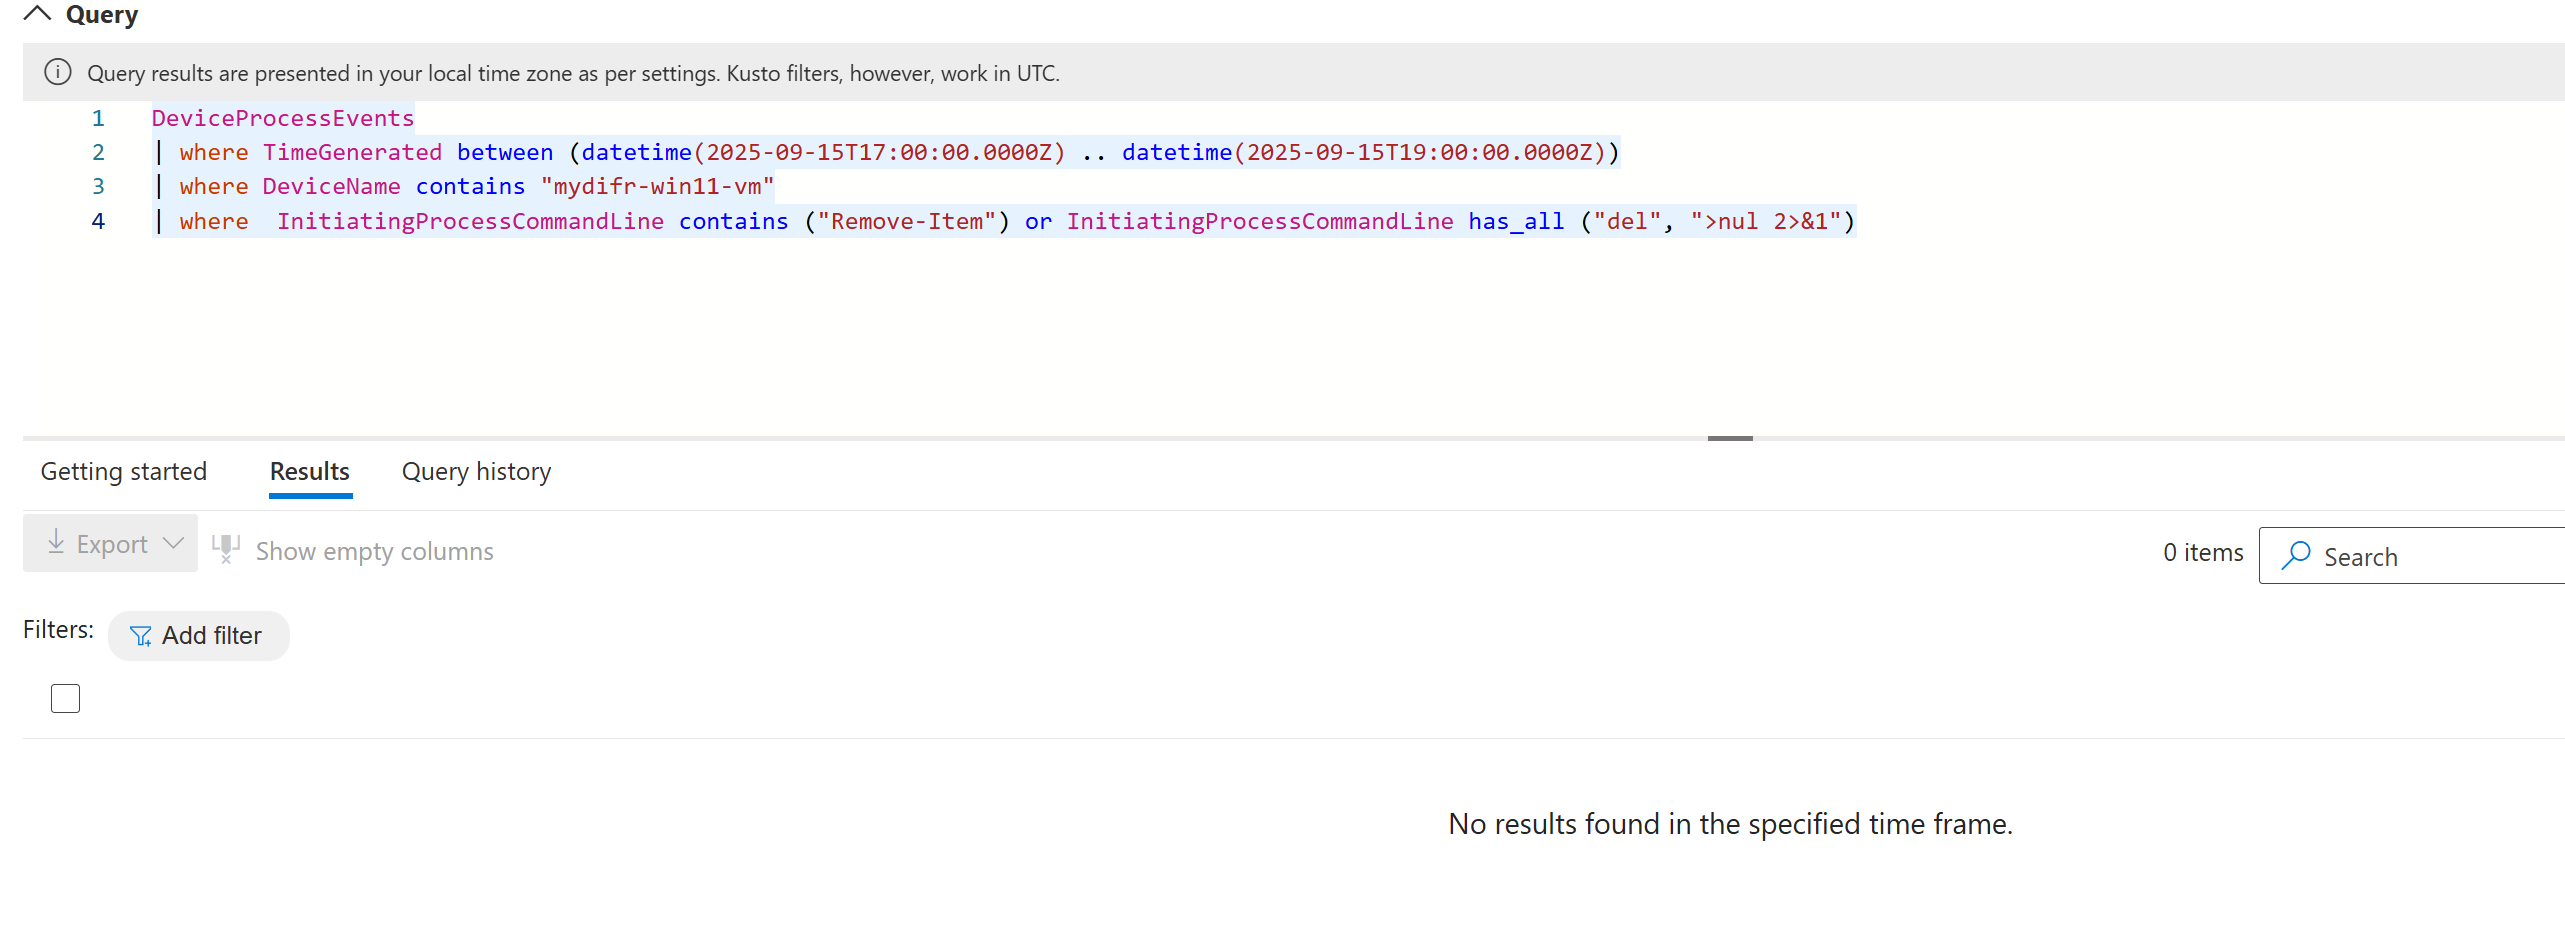 Query
Query results are presented in your local time zone as per settings. Kusto filters, however, work in UTC.
1 DeviceProcessEvents
2 | where TimeGenerated between (datetime(2025-09-15T17:00:00.0000Z) .. datetime(2025-09-15T19:00:00.0000Z))
3 | where DeviceName contains "mydifr-win11-vm"
4 | where  InitiatingProcessCommandLine contains ("Remove-Item") or InitiatingProcessCommandLine has_all ("del", ">nul 2>&1")
Getting started Results Query history
Export Show empty columns 0 items Search
Filters: Add filter
No results found in the specified time frame.